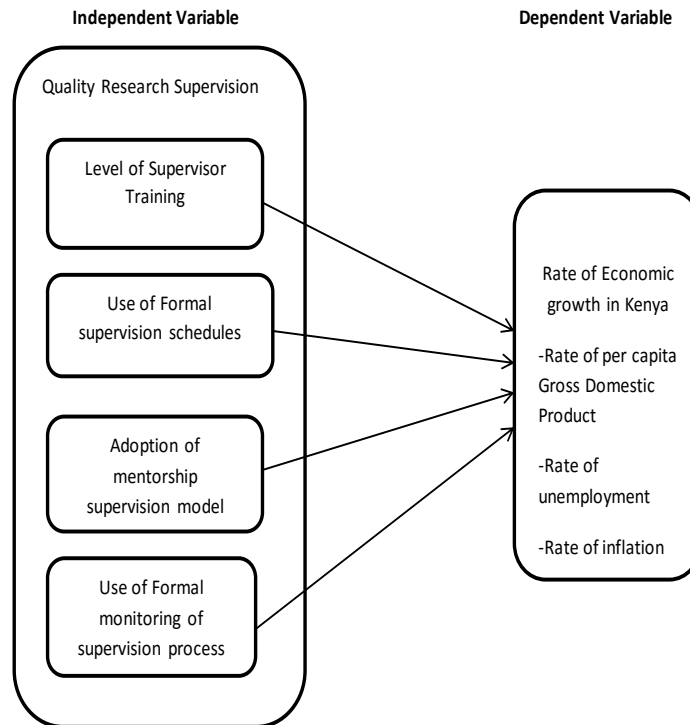 Independent Variable
Dependent Variable
Quality Research Supervision
Level of Supervisor
Training
Use of Formal
supervision schedules
Adoption of
mentorship
supervision model
Use of Formal
monitoring of
supervision process
Rate of Economic
growth in Kenya
-Rate of per capita
Gross Domestic
Product
-Rate of
unemployment
-Rate of inflation